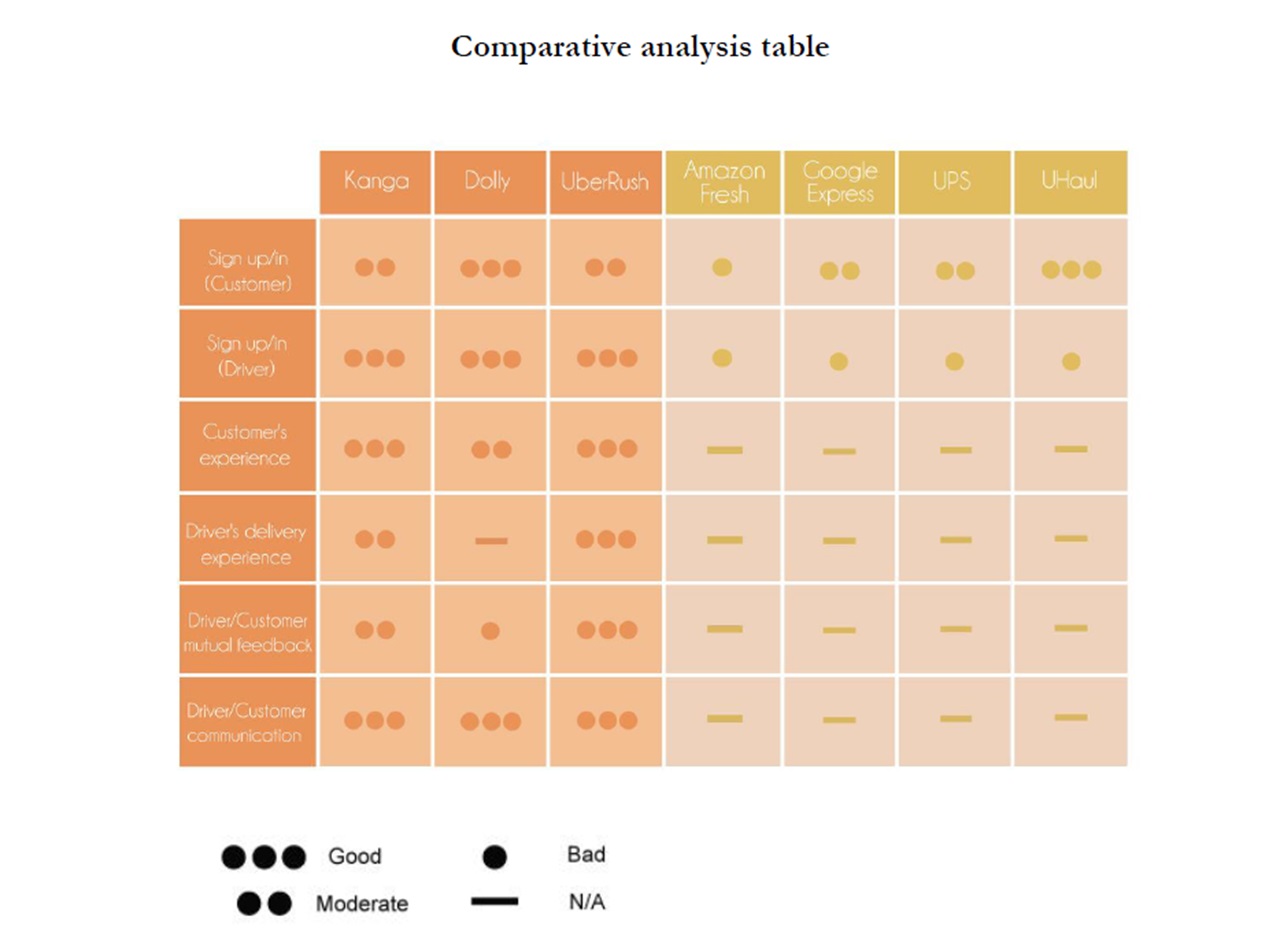 Comparative analysis table
Kanga
Dolly
UberRush
Amazon
Fresh
Google
Express
UPS
UHaul
Sign up/in
(Customer)
Sign up/in
(Driver)
Customer's
experience
Driver's delivery
experience
Driver/Customer
mutual feedback
Driver/Customer
communication
Good
Bad
Moderate
N/A